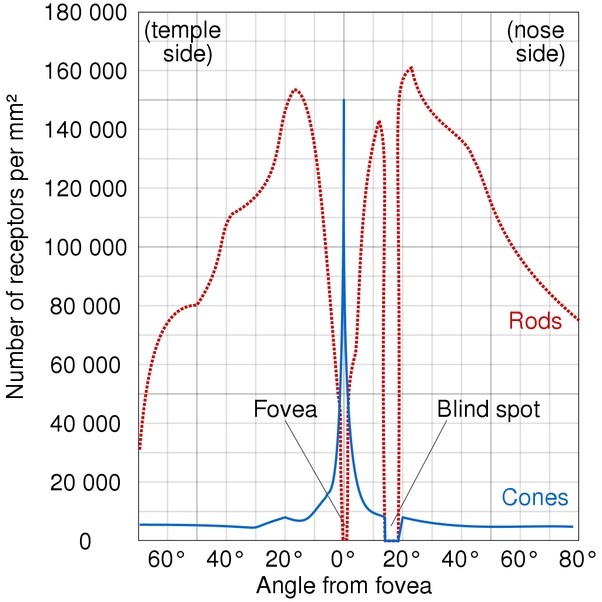 180 000
(temple
side)
(nose
side)
160 000
140 000
120 000
100 000
80 000
60 000
40 000
20 000
0
Number of receptors per mm²
Rods
Fovea
Blind spot
Cones
60° 40° 20° 0° 20° 40° 60° 80°
Angle from fovea